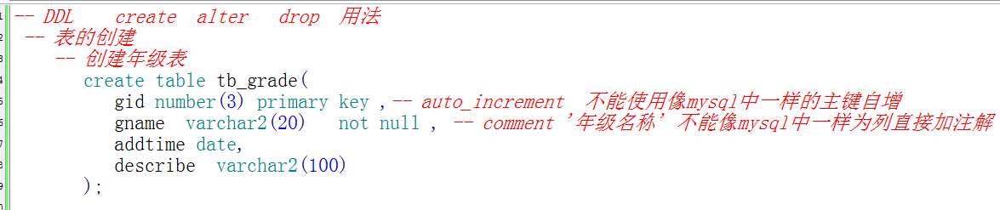 -- DDL create alter drop 用法
-- 表的创建
-- 创建年级表
create table tb_grade(
gid number(3) primary key ,-- auto_increment 不能使用像mysql中一样的主键自增
gname varchar2(20) not null , -- comment '年级名称' 不能像mysql中一样为列直接加注解
addtime date,
describe varchar2(100)
);